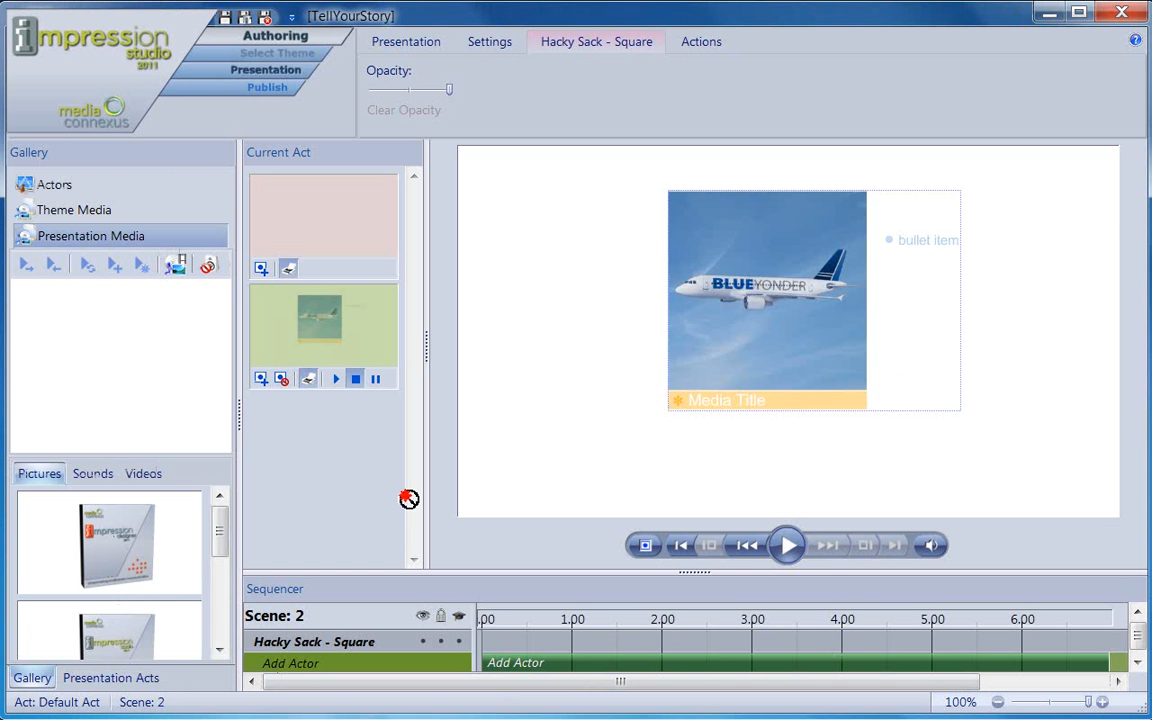 [TellYourStory]
impression
studio
2011
media
connexus
Authoring
Select Theme
Presentation
Publish
Presentation Settings Hacky Sack - Square Actions
Opacity:
Clear Opacity
Gallery
Actors
Theme Media
Presentation Media
Current Act
BLUEYONDER
bullet item
Media Title
Pictures Sounds Videos
impression
impression
Gallery Presentation Acts
Sequencer
Scene: 2
.00 1.00 2.00 3.00 4.00 5.00 6.00
Hacky Sack - Square
Add Actor Add Actor
Act: Default Act Scene: 2 100%